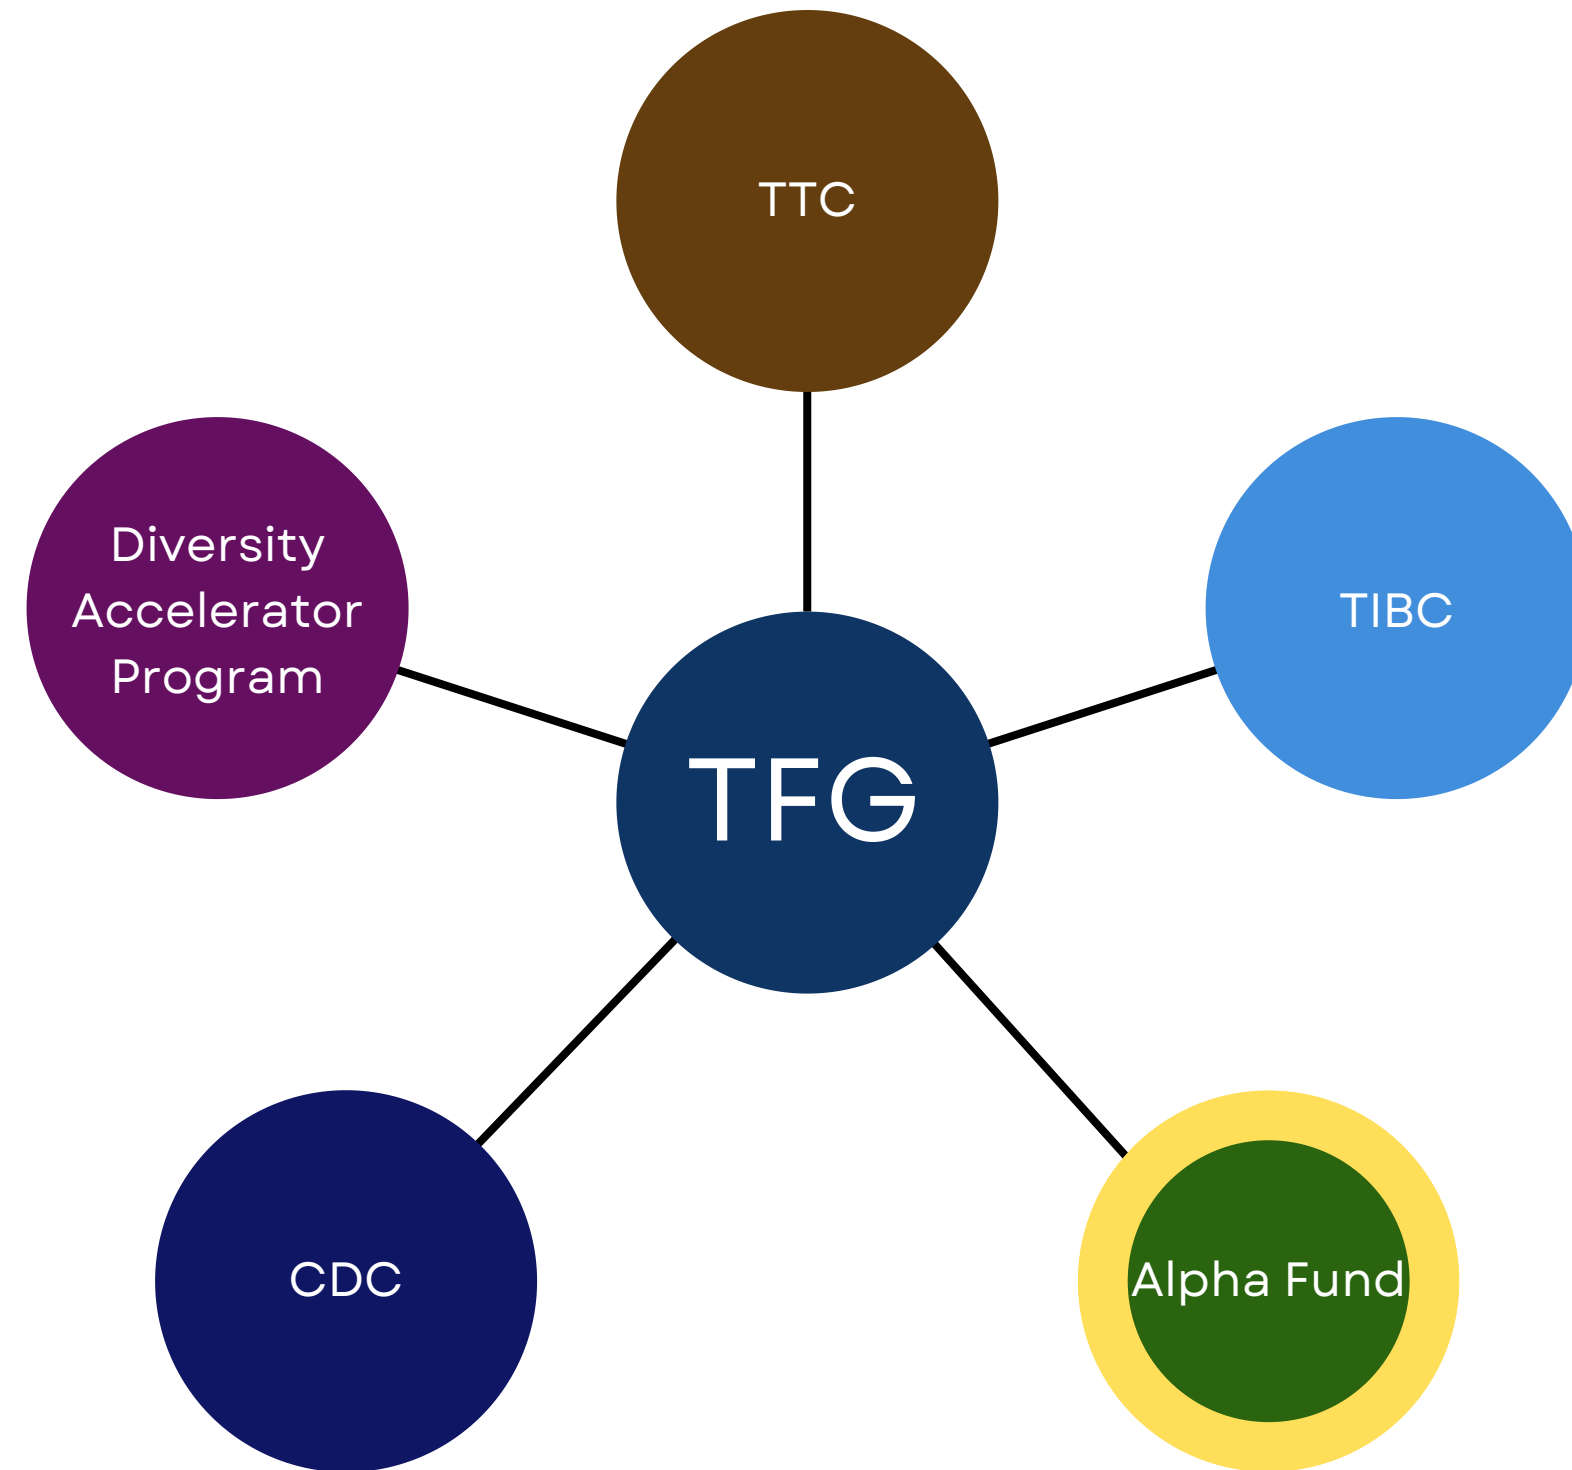 TTC
Diversity
Accelerator
Program
TIBC
TFG
CDC
Alpha Fund